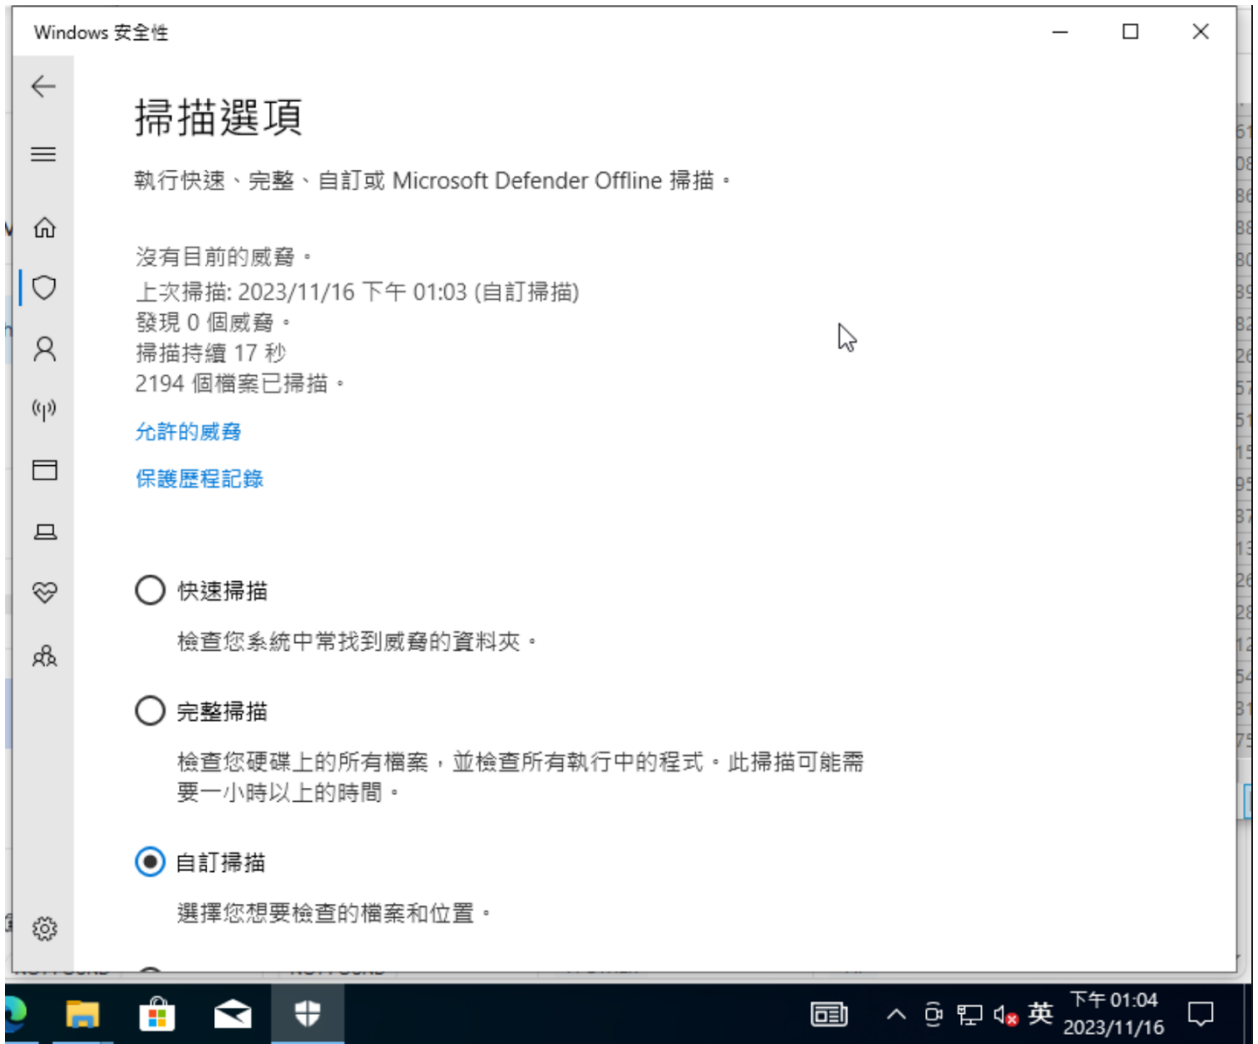 Windows 安全性
掃描選項
執行快速、完整、自訂或 Microsoft Defender Offline 掃描。
沒有目前的威脅。
上次掃描: 2023/11/16 下午 01:03 (自訂掃描)
發現 0 個威脅。
掃描持續 17 秒
2194 個檔案已掃描。
允許的威脅
保護歷程記錄
快速掃描
檢查您系統中常找到威脅的資料夾。
完整掃描
檢查您硬碟上的所有檔案，並檢查所有執行中的程式。此掃描可能需
要一小時以上的時間。
自訂掃描
選擇您想要檢查的檔案和位置。
英
下午 01:04
2023/11/16